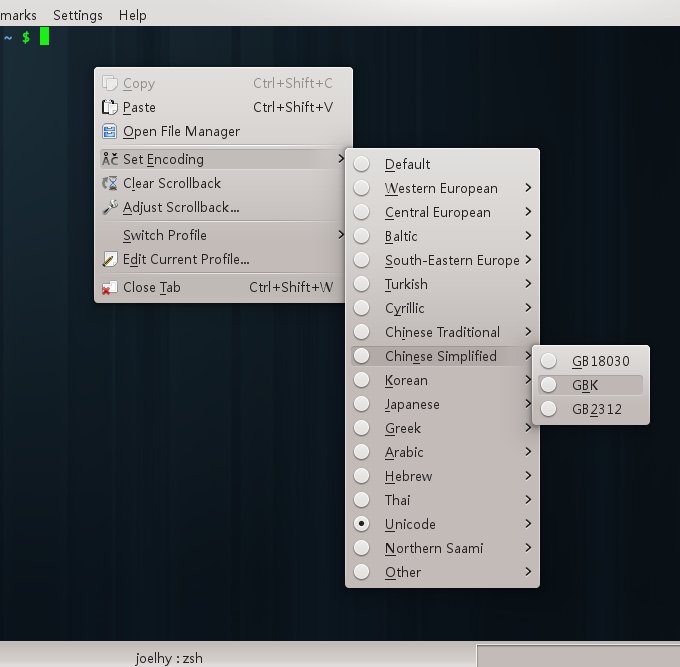 marks Settings Help
~ $
Copy Ctrl+Shift+C
Paste Ctrl+Shift+V
Open File Manager
Set Encoding
Clear Scrollback
Adjust Scrollback...
Switch Profile
Edit Current Profile...
Close Tab Ctrl+Shift+W
Default
Western European
Central European
Baltic
South-Eastern Europe
Turkish
Cyrillic
Chinese Traditional
Chinese Simplified
Korean
Japanese
Greek
Arabic
Hebrew
Thai
Unicode
Northern Saami
Other
GB18030
GBK
GB2312
joelhy : zsh